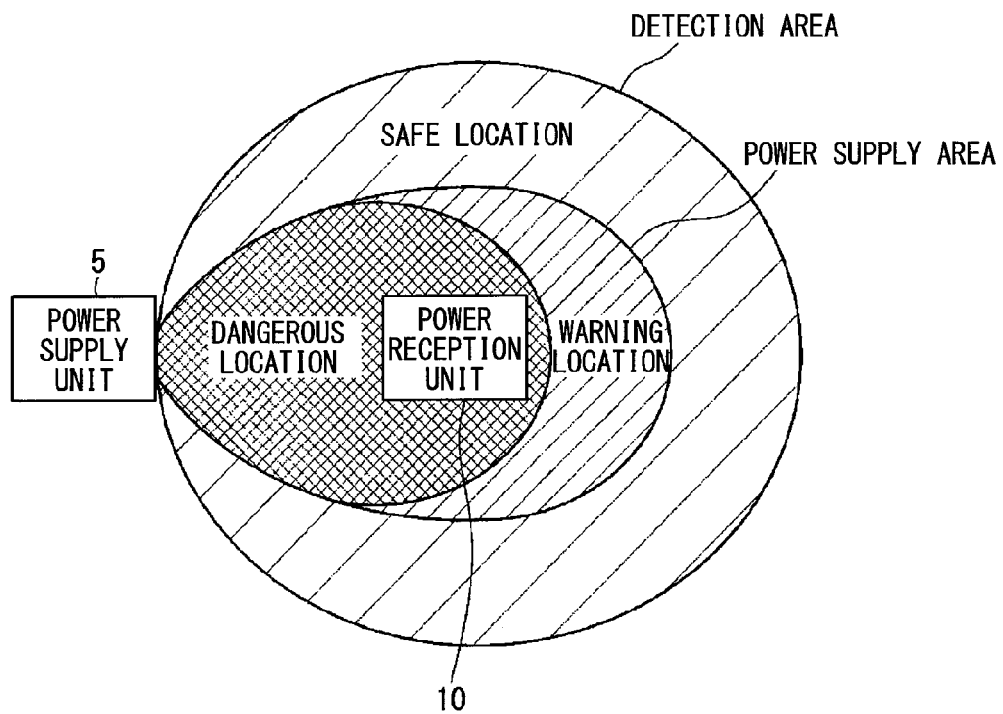 DETECTION AREA
SAFE LOCATION
POWER SUPPLY AREA
5
POWER
SUPPLY
UNIT
DANGEROUS
LOCATION
POWER
RECEPTION
UNIT
WARNING
LOCATION
10